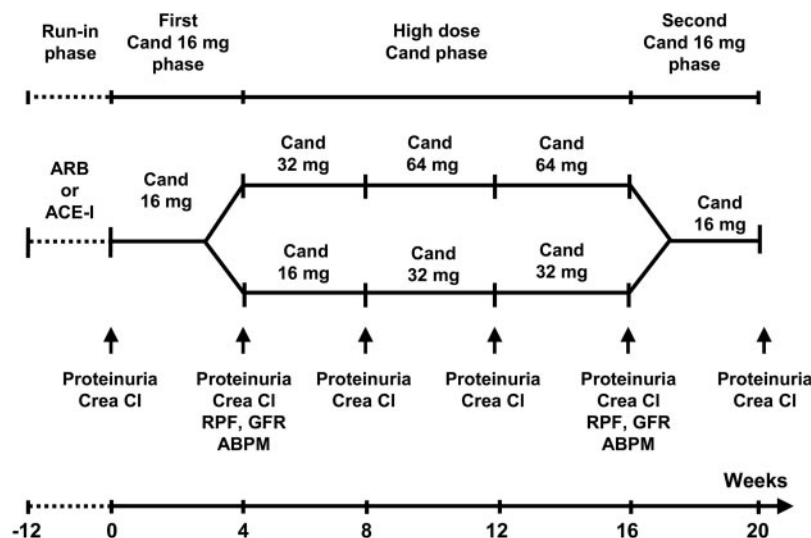 Run-in
phase
First
Cand 16 mg
phase
High dose
Cand phase
Second
Cand 16 mg
phase
ARB
or
ACE-I
Cand
16 mg
Cand
32 mg
Cand
64 mg
Cand
64 mg
Cand
16 mg
Cand
32 mg
Cand
32 mg
Cand
16 mg
Proteinuria
Crea Cl
Proteinuria
Crea Cl
RPF, GFR
ABPM
Proteinuria
Crea Cl
Proteinuria
Crea Cl
Proteinuria
Crea Cl
RPF, GFR
ABPM
Proteinuria
Crea Cl
Weeks
-12 0 4 8 12 16 20